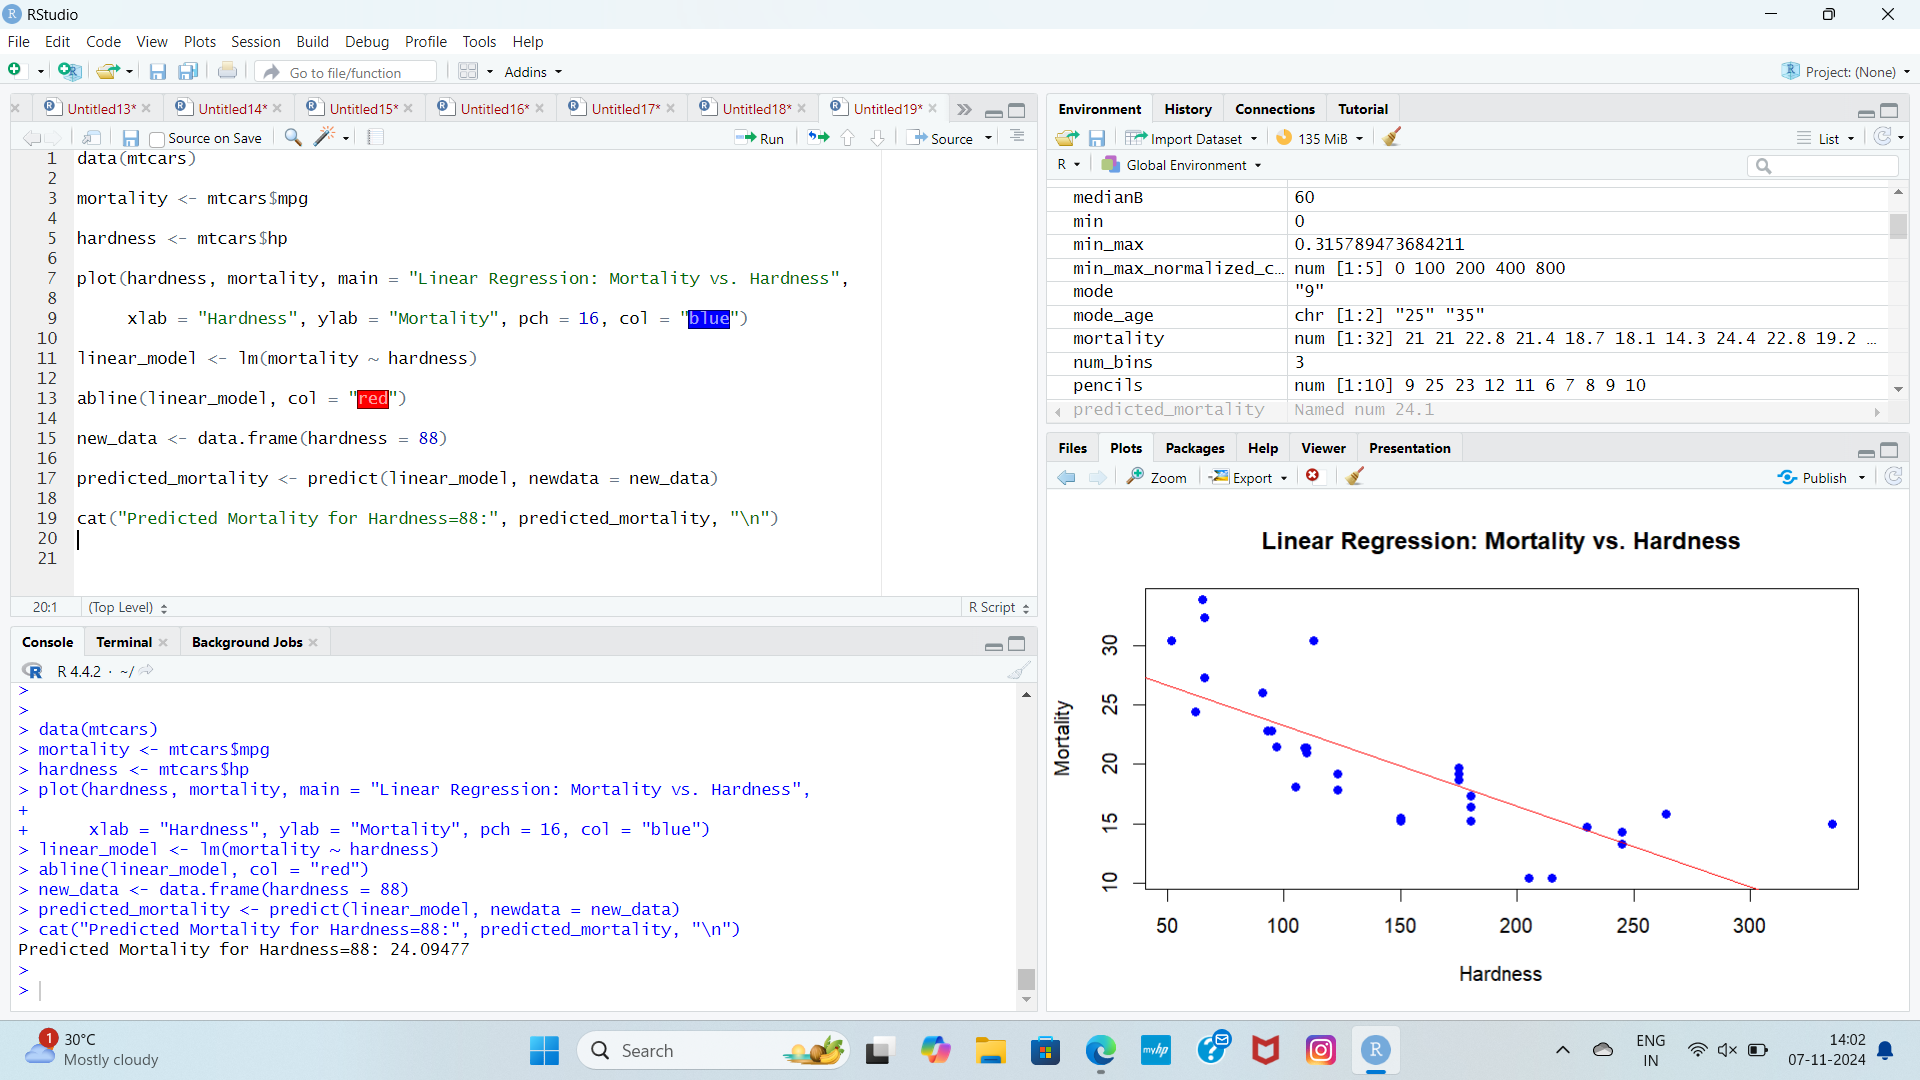 RStudio
File Edit Code View Plots Session Build Debug Profile Tools Help
Go to file/function Addins Project: (None)
Untitled13* Untitled14* Untitled15* Untitled16* Untitled17* Untitled18* Untitled19*
Source on Save Run Source
1 data(mtcars)
2
3 mortality <- mtcars$mpg
4
5 hardness <- mtcars$hp
6
7 plot(hardness, mortality, main = "Linear Regression: Mortality vs. Hardness",
8
9 xlab = "Hardness", ylab = "Mortality", pch = 16, col = "blue")
10
11 linear_model <- lm(mortality ~ hardness)
12
13 abline(linear_model, col = "red")
14
15 new_data <- data.frame(hardness = 88)
16
17 predicted_mortality <- predict(linear_model, newdata = new_data)
18
19 cat("Predicted Mortality for Hardness=88:", predicted_mortality, "\n")
20
21
20:1 (Top Level) R Script
Console Terminal Background Jobs
R 4.4.2 · ~/
>
>
> data(mtcars)
> mortality <- mtcars$mpg
> hardness <- mtcars$hp
> plot(hardness, mortality, main = "Linear Regression: Mortality vs. Hardness",
+
+ xlab = "Hardness", ylab = "Mortality", pch = 16, col = "blue")
> linear_model <- lm(mortality ~ hardness)
> abline(linear_model, col = "red")
> new_data <- data.frame(hardness = 88)
> predicted_mortality <- predict(linear_model, newdata = new_data)
> cat("Predicted Mortality for Hardness=88:", predicted_mortality, "\n")
Predicted Mortality for Hardness=88: 24.09477
>
>
Environment History Connections Tutorial
Import Dataset 135 MiB List
R Global Environment
medianB 60
min 0
min_max 0.315789473684211
min_max_normalized_c... num [1:5] 0 100 200 400 800
mode "9"
mode_age chr [1:2] "25" "35"
mortality num [1:32] 21 21 22.8 21.4 18.7 18.1 14.3 24.4 22.8 19.2 ...
num_bins 3
pencils num [1:10] 9 25 23 12 11 6 7 8 9 10
predicted_mortality Named num 24.1
Files Plots Packages Help Viewer Presentation
Zoom Export Publish
Linear Regression: Mortality vs. Hardness
Mortality
30
25
20
15
10
50 100 150 200 250 300
Hardness
1 30°C
Mostly cloudy
Search
myhp
R
ENG
IN
14:02
07-11-2024